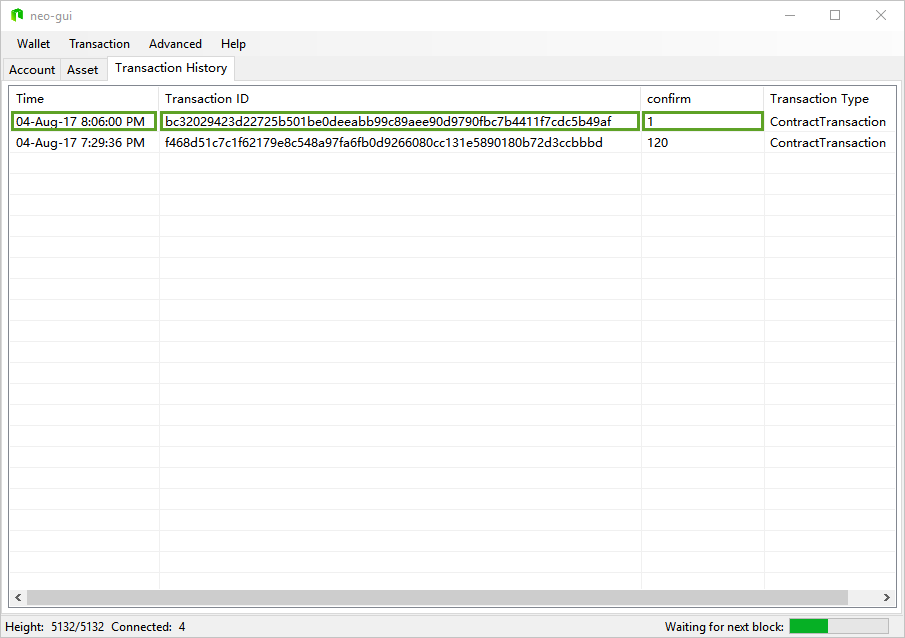 neo-gui
Wallet Transaction Advanced Help
Account Asset Transaction History
Time Transaction ID confirm Transaction Type
04-Aug-17 8:06:00 PM bc32029423d22725b501be0deeabb99c89aee90d9790fbc7b4411f7cdc5b49af 1 ContractTransaction
04-Aug-17 7:29:36 PM f468d51c7c1f62179e8c548a97fa6fb0d9266080cc131e5890180b72d3ccbbbd 120 ContractTransaction
Height: 5132/5132 Connected: 4 Waiting for next block: